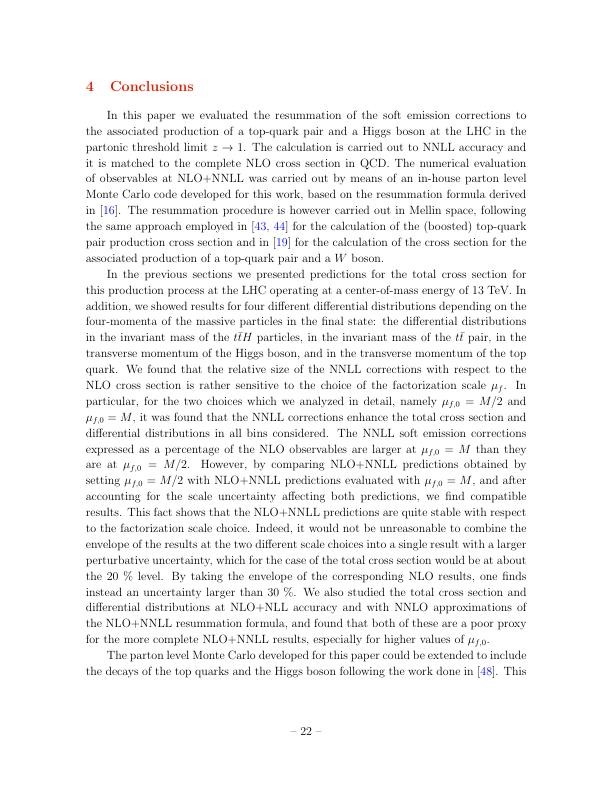 4 Conclusions
In this paper we evaluated the resummation of the soft emission corrections to
the associated production of a top-quark pair and a Higgs boson at the LHC in the
partonic threshold limit z → 1. The calculation is carried out to NNLL accuracy and
it is matched to the complete NLO cross section in QCD. The numerical evaluation
of observables at NLO+NNLL was carried out by means of an in-house parton level
Monte Carlo code developed for this work, based on the resummation formula derived
in [16]. The resummation procedure is however carried out in Mellin space, following
the same approach employed in [43, 44] for the calculation of the (boosted) top-quark
pair production cross section and in [19] for the calculation of the cross section for the
associated production of a top-quark pair and a W boson.
In the previous sections we presented predictions for the total cross section for
this production process at the LHC operating at a center-of-mass energy of 13 TeV. In
addition, we showed results for four different differential distributions depending on the
four-momenta of the massive particles in the final state: the differential distributions
in the invariant mass of the tt̄H particles, in the invariant mass of the tt̄ pair, in the
transverse momentum of the Higgs boson, and in the transverse momentum of the top
quark. We found that the relative size of the NNLL corrections with respect to the
NLO cross section is rather sensitive to the choice of the factorization scale μf. In
particular, for the two choices which we analyzed in detail, namely μf,0 = M/2 and
μf,0 = M, it was found that the NNLL corrections enhance the total cross section and
differential distributions in all bins considered. The NNLL soft emission corrections
expressed as a percentage of the NLO observables are larger at μf,0 = M than they
are at μf,0 = M/2. However, by comparing NLO+NNLL predictions obtained by
setting μf,0 = M/2 with NLO+NNLL predictions evaluated with μf,0 = M, and after
accounting for the scale uncertainty affecting both predictions, we find compatible
results. This fact shows that the NLO+NNLL predictions are quite stable with respect
to the factorization scale choice. Indeed, it would not be unreasonable to combine the
envelope of the results at the two different scale choices into a single result with a larger
perturbative uncertainty, which for the case of the total cross section would be at about
the 20 % level. By taking the envelope of the corresponding NLO results, one finds
instead an uncertainty larger than 30 %. We also studied the total cross section and
differential distributions at NLO+NLL accuracy and with NNLO approximations of
the NLO+NNLL resummation formula, and found that both of these are a poor proxy
for the more complete NLO+NNLL results, especially for higher values of μf,0.
The parton level Monte Carlo developed for this paper could be extended to include
the decays of the top quarks and the Higgs boson following the work done in [48]. This
– 22 –